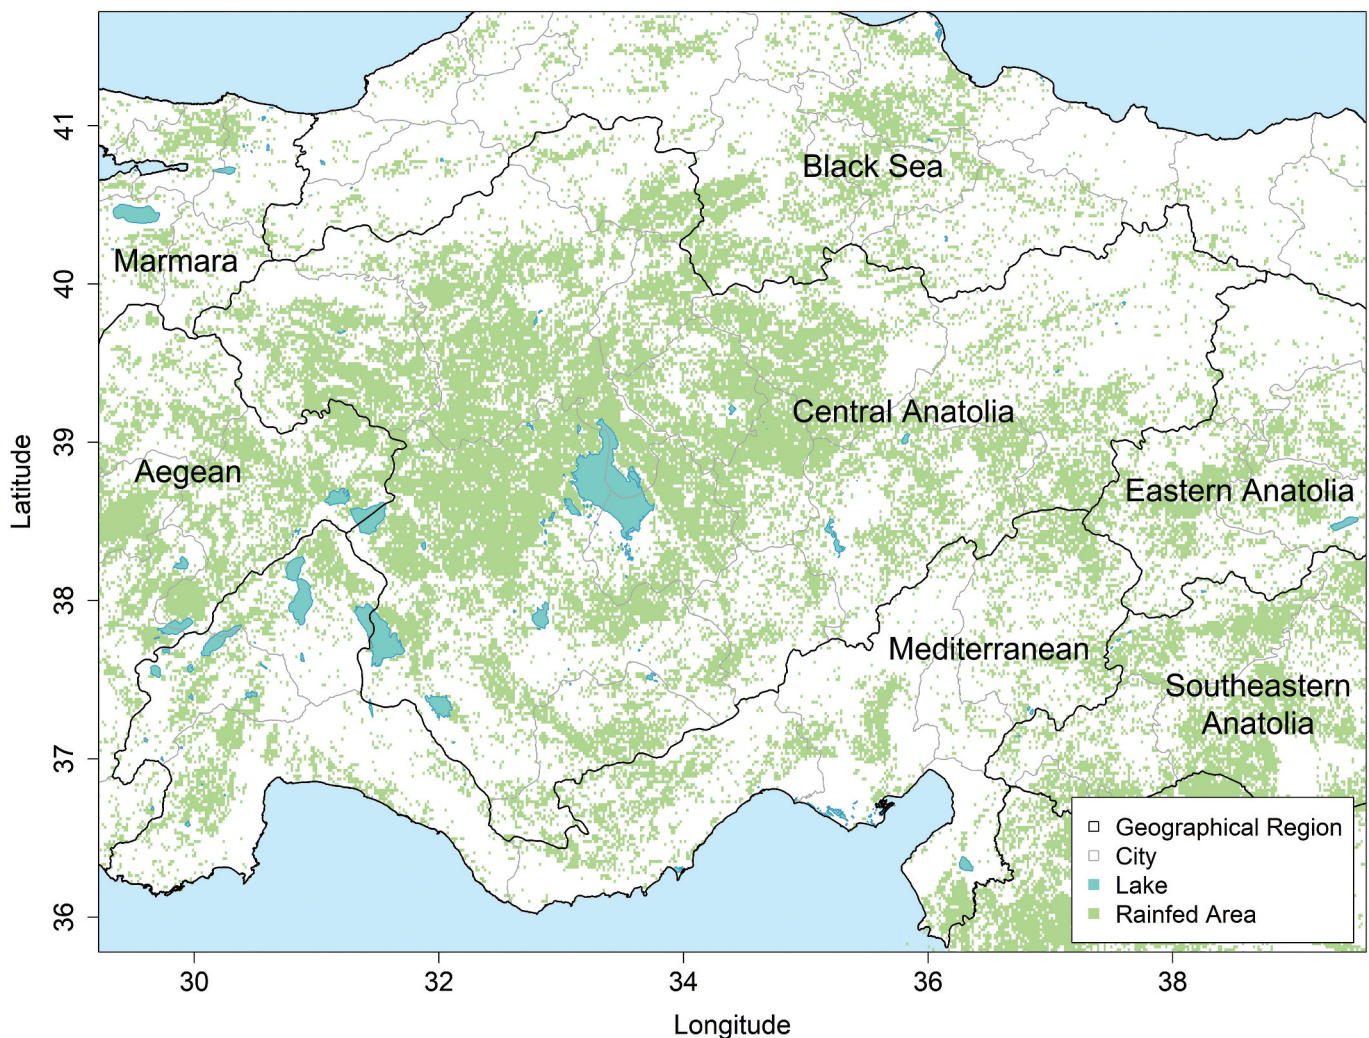 41
40
39
38
37
36
Latitude
Black Sea
Marmara
Central Anatolia
Aegean
Eastern Anatolia
Mediterranean
Southeastern
Anatolia
Geographical Region
City
Lake
Rainfed Area
30
32
34
36
38
Longitude